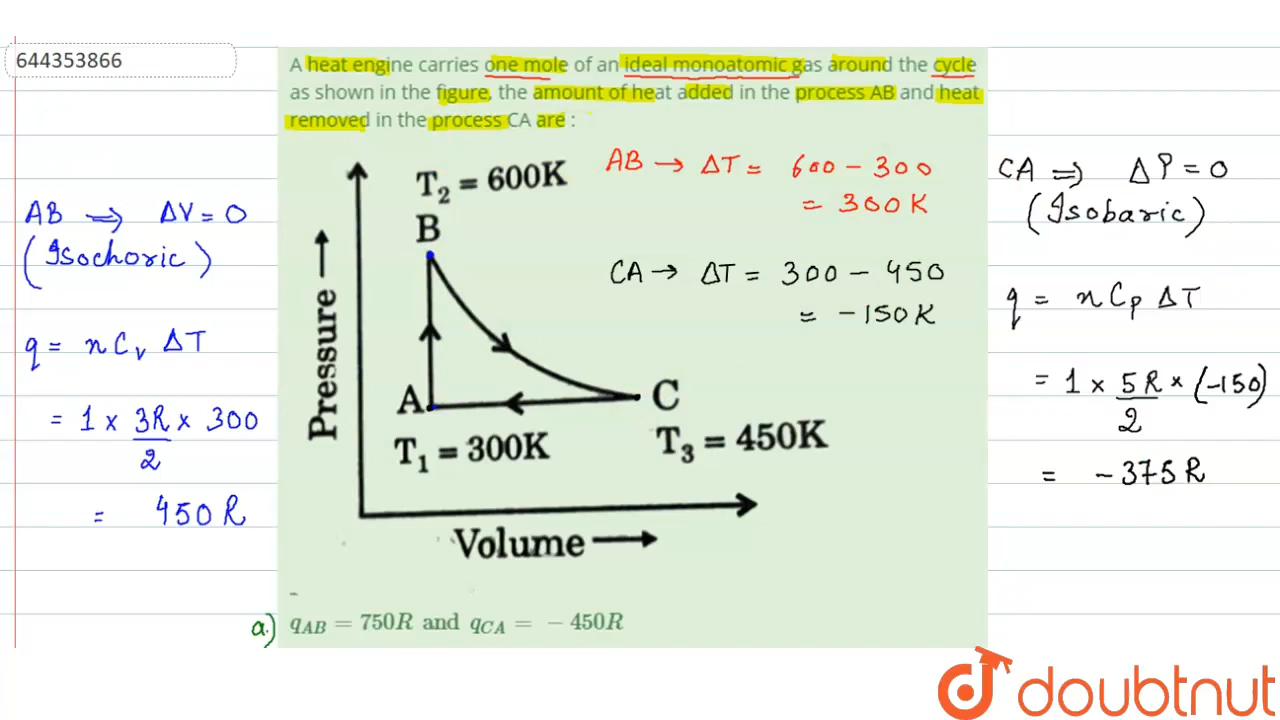 644353866
A heat engine carries one mole of an ideal monoatomic gas around the cycle
as shown in the figure, the amount of heat added in the process AB and heat
removed in the process CA are :
AB ⟹ ΔV = 0
(Isochoric)
q = n Cv ΔT
= 1 × 3R/2 × 300
= 450 R
T₂ = 600K
B
Pressure →
A
T₁ = 300K
C
T₃ = 450K
Volume →
AB → ΔT = 600 - 300
= 300 K
CA → ΔT = 300 - 450
= -150 K
CA ⟹ ΔP = 0
(Isobaric)
q = n Cp ΔT
= 1 × 5R/2 × (-150)
= -375 R
a.) qAB = 750R and qCA = - 450R
doubtnut